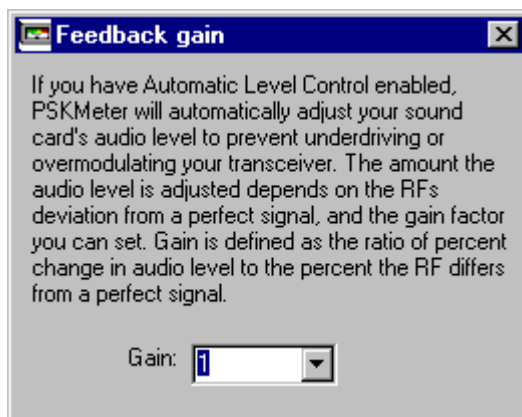 Feedback gain
If you have Automatic Level Control enabled,
PSKMeter will automatically adjust your sound
card's audio level to prevent underdriving or
overmodulating your transceiver. The amount the
audio level is adjusted depends on the RFs
deviation from a perfect signal, and the gain factor
you can set. Gain is defined as the ratio of percent
change in audio level to the percent the RF differs
from a perfect signal.
Gain: 1